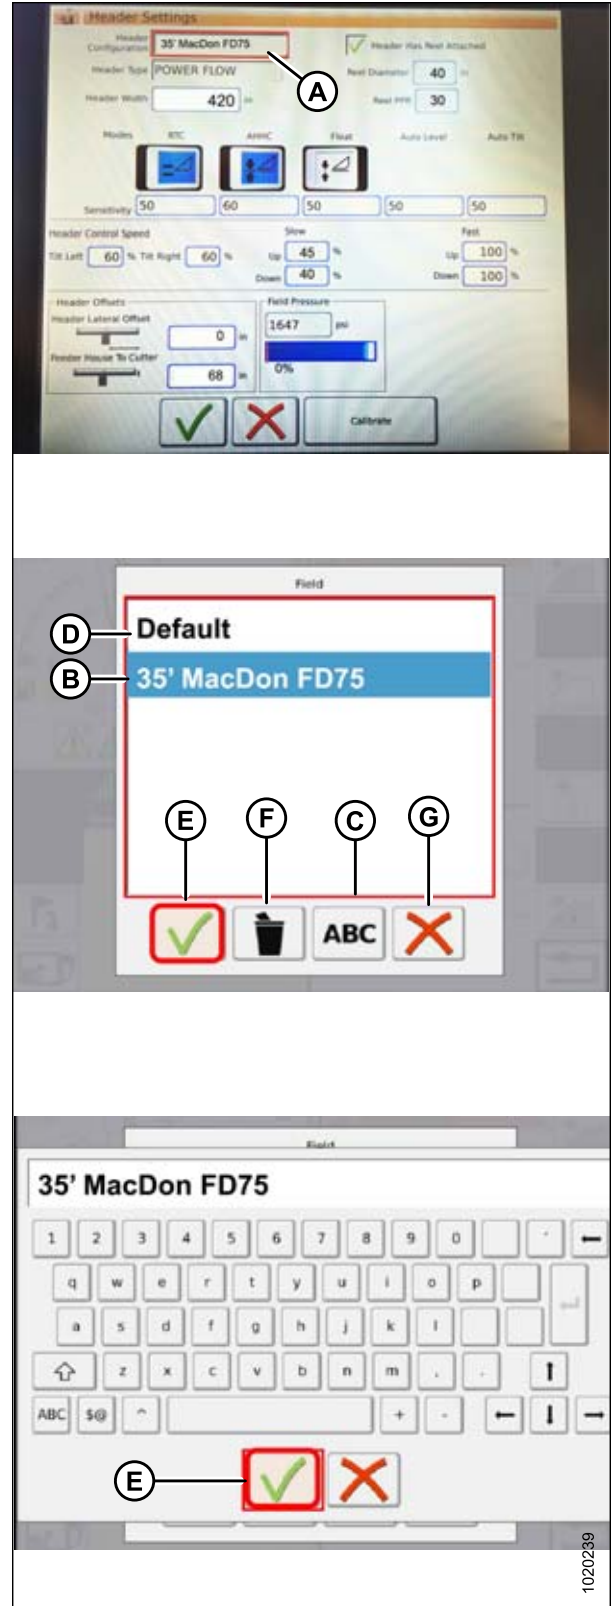 Header Settings
Header Configuration 35' MacDon FD75 Header Has Reel Attached
A
Header Type POWER FLOW Reel Diameter 40 in
Header Width 420 in Reel PPR 30
Modes RTC AHHC Float Auto Level Auto Tilt
Sensitivity 50 60 50 50 50
Header Control Speed Slow Fast
Tilt Left 60 % Tilt Right 60 % Up 45 % Up 100 %
Down 40 % Down 100 %
Header Offsets Field Pressure
Header Lateral Offset 1647 psi
0 in
Feeder House To Cutter 0%
68 in
Calibrate
Field
D Default
B 35' MacDon FD75
E F C G
ABC
Field
35' MacDon FD75
1 2 3 4 5 6 7 8 9 0 ' ←
q w e r t y u i o p
a s d f g h j k l
z x c v b n m , .
ABC $@ ^ + -
E
1020239